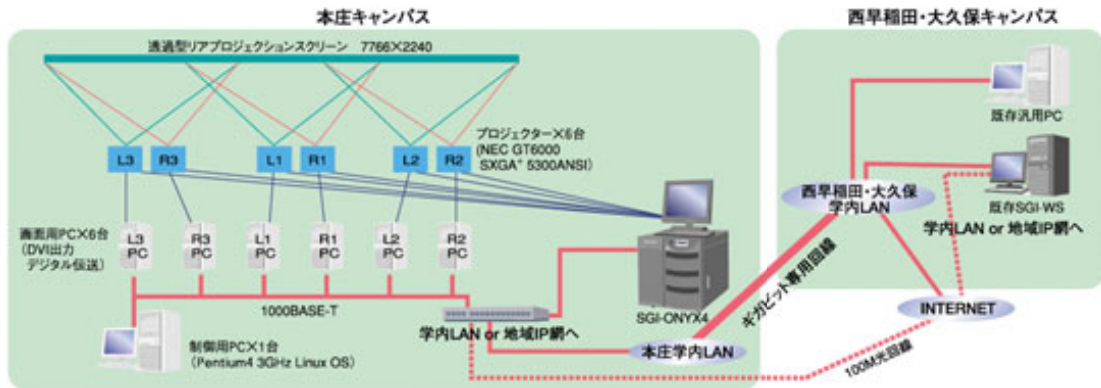 本庄キャンパス
西早稲田・大久保キャンパス
透過型リアプロジェクションスクリーン 7766×2240
L3
R3
L1
R1
L2
R2
プロジェクター×6台
(NEC GT6000
SXGA⁺ 5300ANSI)
既存汎用PC
画面用PC×6台
(DVI出力
デジタル伝送)
L3
PC
R3
PC
L1
PC
R1
PC
L2
PC
R2
PC
西早稲田・大久保
学内LAN
既存SGI-WS
学内LAN or 地域IP網へ
1000BASE-T
SGI-ONYX4
ギガビット専用回線
INTERNET
学内LAN or 地域IP網へ
制御用PC×1台
(Pentium4 3GHz Linux OS)
本庄学内LAN
100M光回線